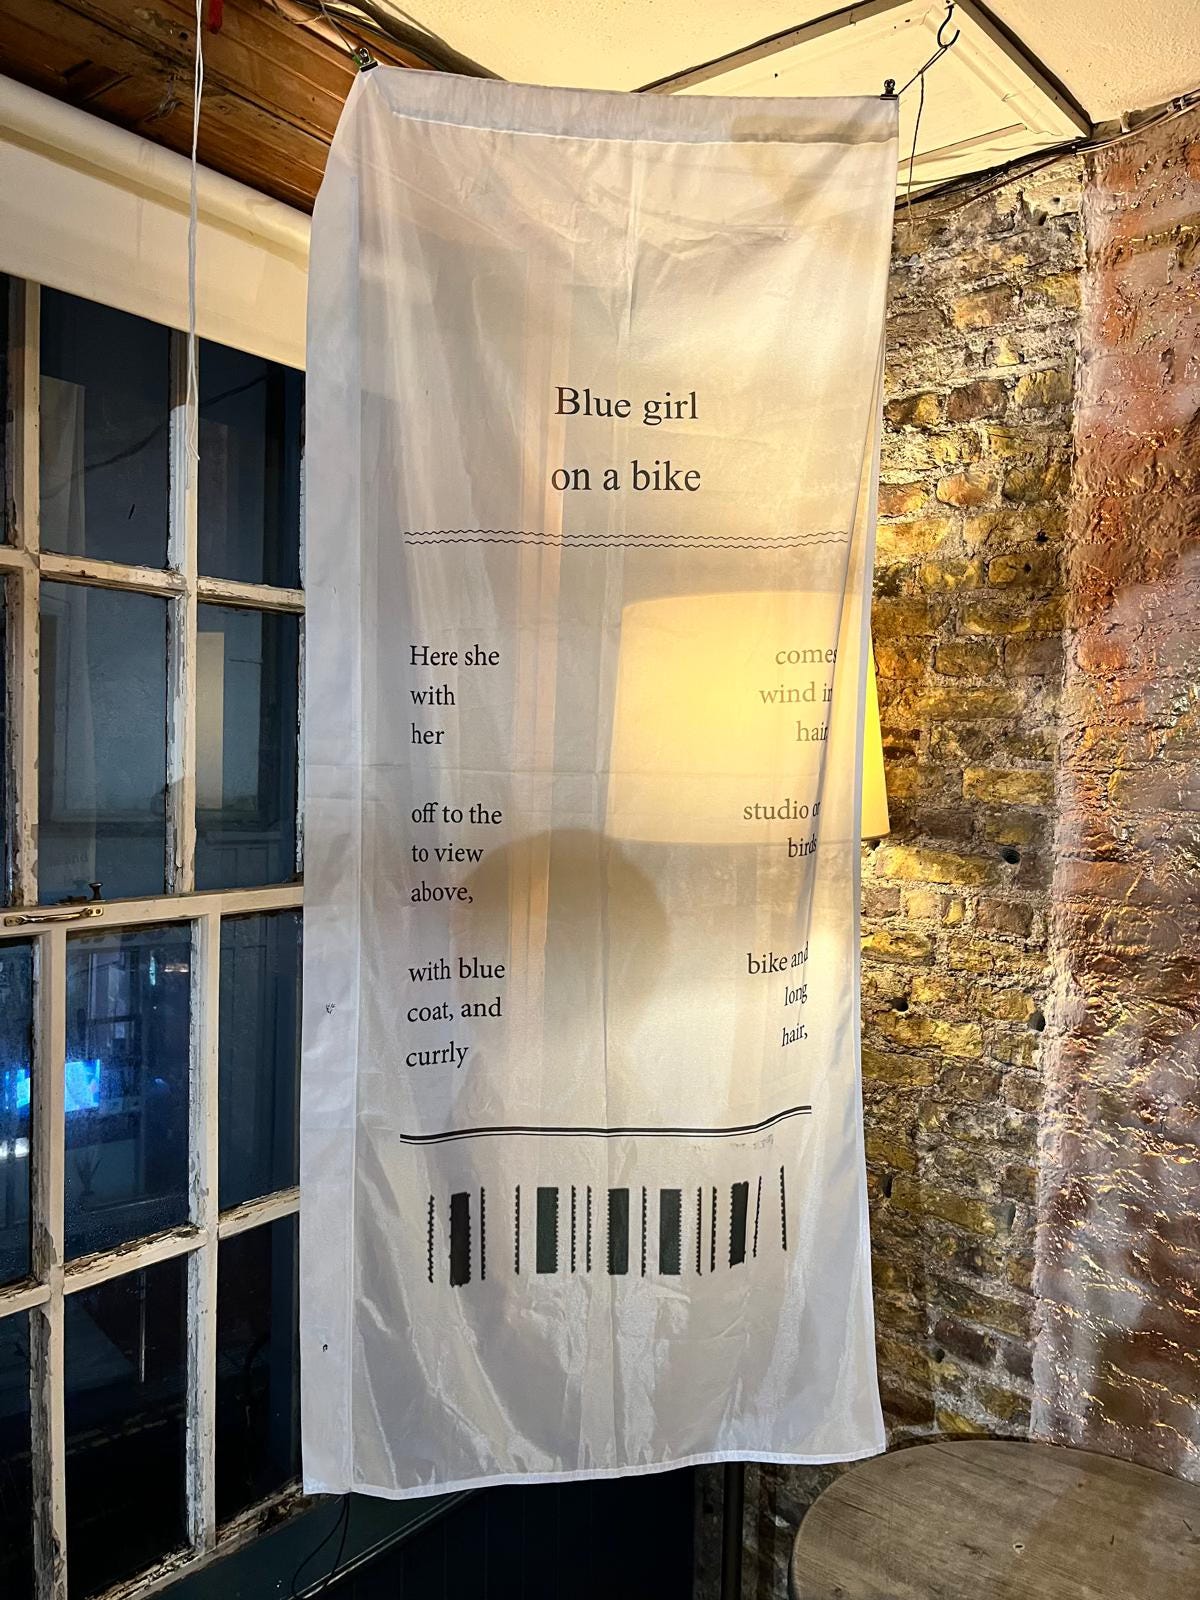 Blue girl
on a bike
Here she comes
with wind in
her hair,
off to the studio or
to view birds
above,
with blue bike and
coat, and long
currly hair,